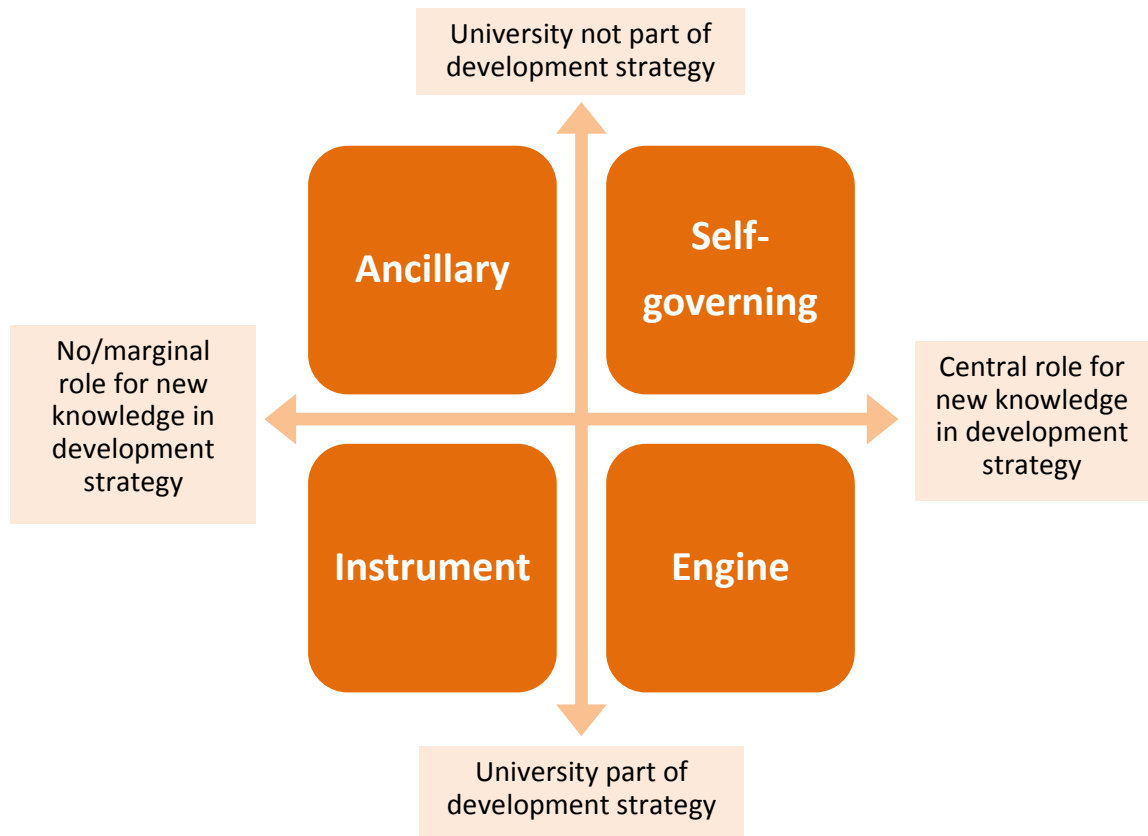 University not part of
development strategy
Ancillary
Self-
governing
No/marginal
role for new
knowledge in
development
strategy
Central role for
new knowledge
in development
strategy
Instrument
Engine
University part of
development strategy